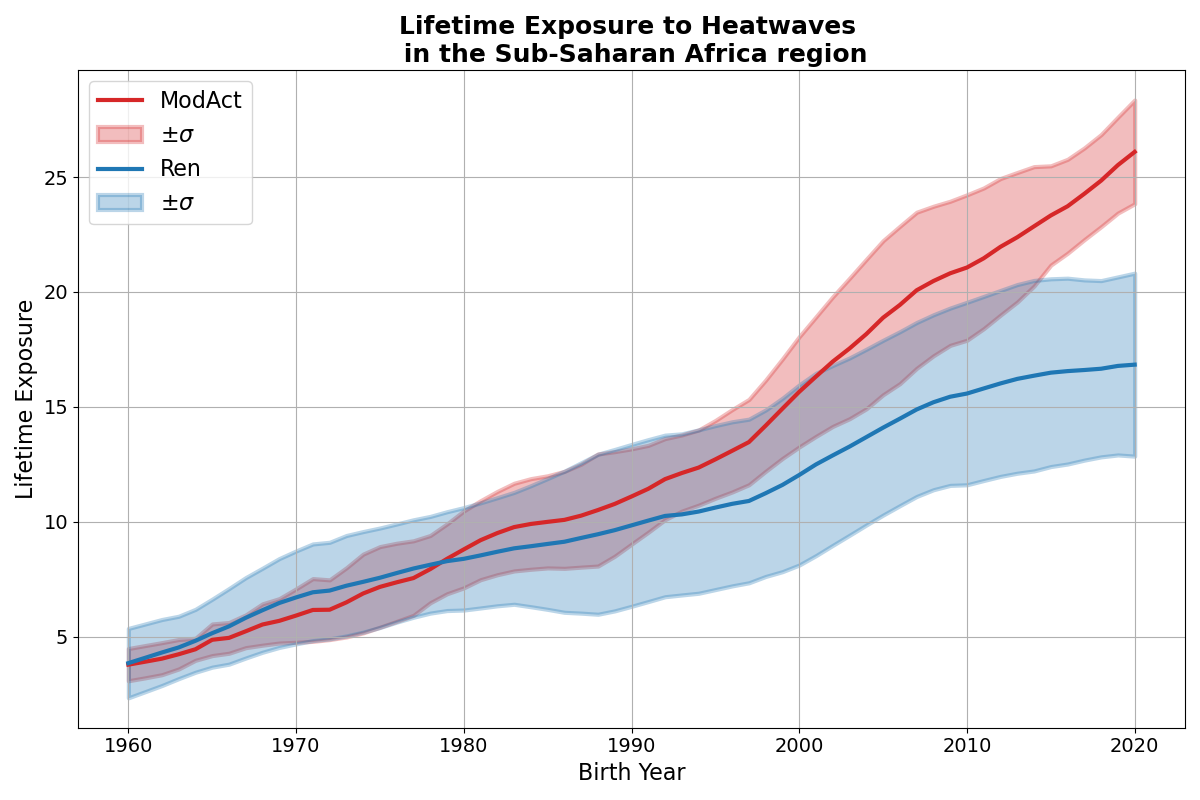 Lifetime Exposure to Heatwaves
in the Sub-Saharan Africa region
ModAct
±σ
Ren
±σ
Lifetime Exposure
25
20
15
10
5
1960 1970 1980 1990 2000 2010 2020
Birth Year